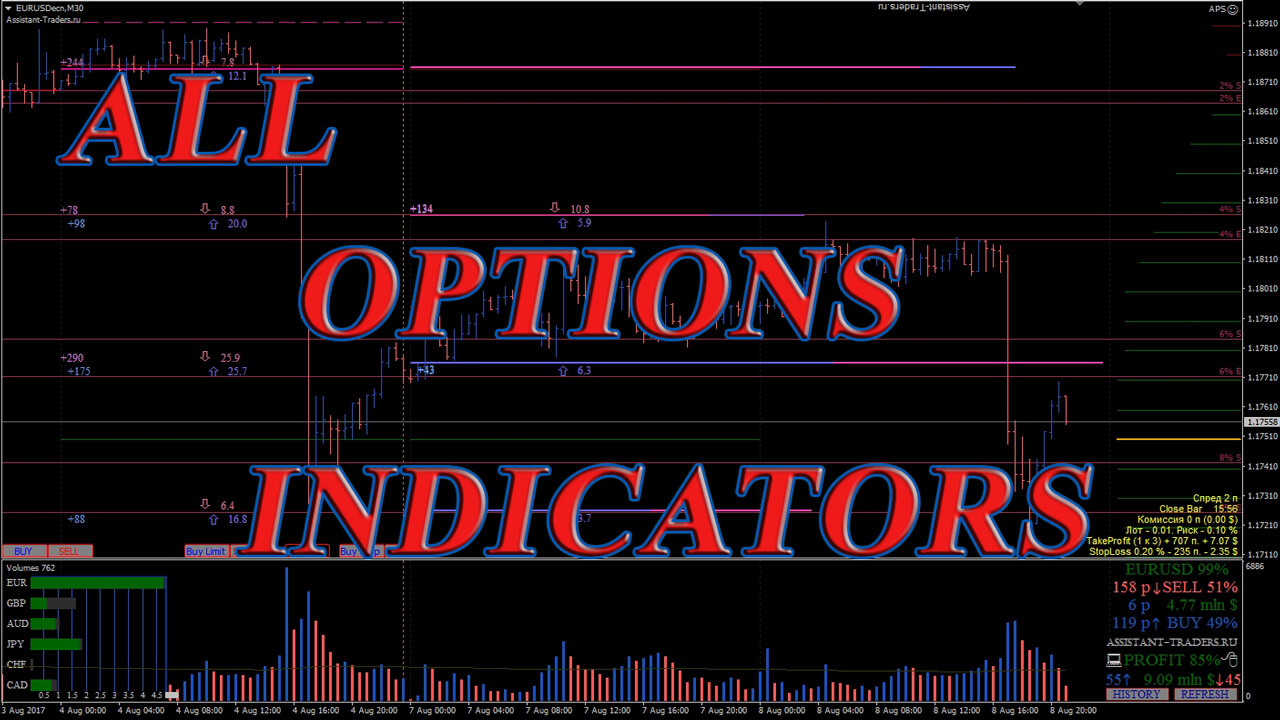 EURUSDecn,M30
Assistant-Traders.ru
Assistant-Traders.ru
APS
1.18910
1.18810
1.18710
1.18610
1.18510
1.18410
1.18310
1.18210
1.18110
1.18010
1.17910
1.17810
1.17710
1.17610
1.17558
1.17510
1.17410
1.17310
1.17210
1.17110
+244 7.8
12.1
2% S
2% E
ALL
+78 8.8
+98 20.0
+134 10.8
5.9
4% S
4% E
OPTIONS
6% S
+290 25.9
+175 25.7
+43 6.3
6% E
8% S
INDICATORS
6.4
+88 16.8
Спред 2 п
Close Bar 15:56
Комиссия 0 п (0.00 $)
Лот - 0.01, Риск - 0.10 %
TakeProfit (1 x 3) + 707 п. + 7.07 $
StopLoss 0.20 % - 235 п. - 2.35 $
BUY SELL Buy Limit
Volumes 762
6886
EUR
GBP
AUD
JPY
CHF
CAD
0.5 1 1.5 2 2.5 3 3.5 4 4.5
EURUSD 99%
158 p↓SELL 51%
6 p 4.77 mln $
119 p↑ BUY 49%
ASSISTANT-TRADERS.RU
PROFIT 85%
55↑ 9.09 mln $↓45
HISTORY REFRESH
0
3 Aug 2017 4 Aug 00:00 4 Aug 04:00 4 Aug 08:00 4 Aug 12:00 4 Aug 16:00 4 Aug 20:00 7 Aug 00:00 7 Aug 04:00 7 Aug 08:00 7 Aug 12:00 7 Aug 16:00 7 Aug 20:00 8 Aug 00:00 8 Aug 04:00 8 Aug 08:00 8 Aug 12:00 8 Aug 16:00 8 Aug 20:00